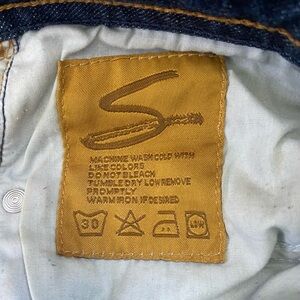 MACHINE WASH COLD WITH
LIKE COLORS
DO NOT BLEACH
TUMBLE DRY LOW REMOVE
PROMPTLY
WARM IRON IF DESIRED
30
LOW